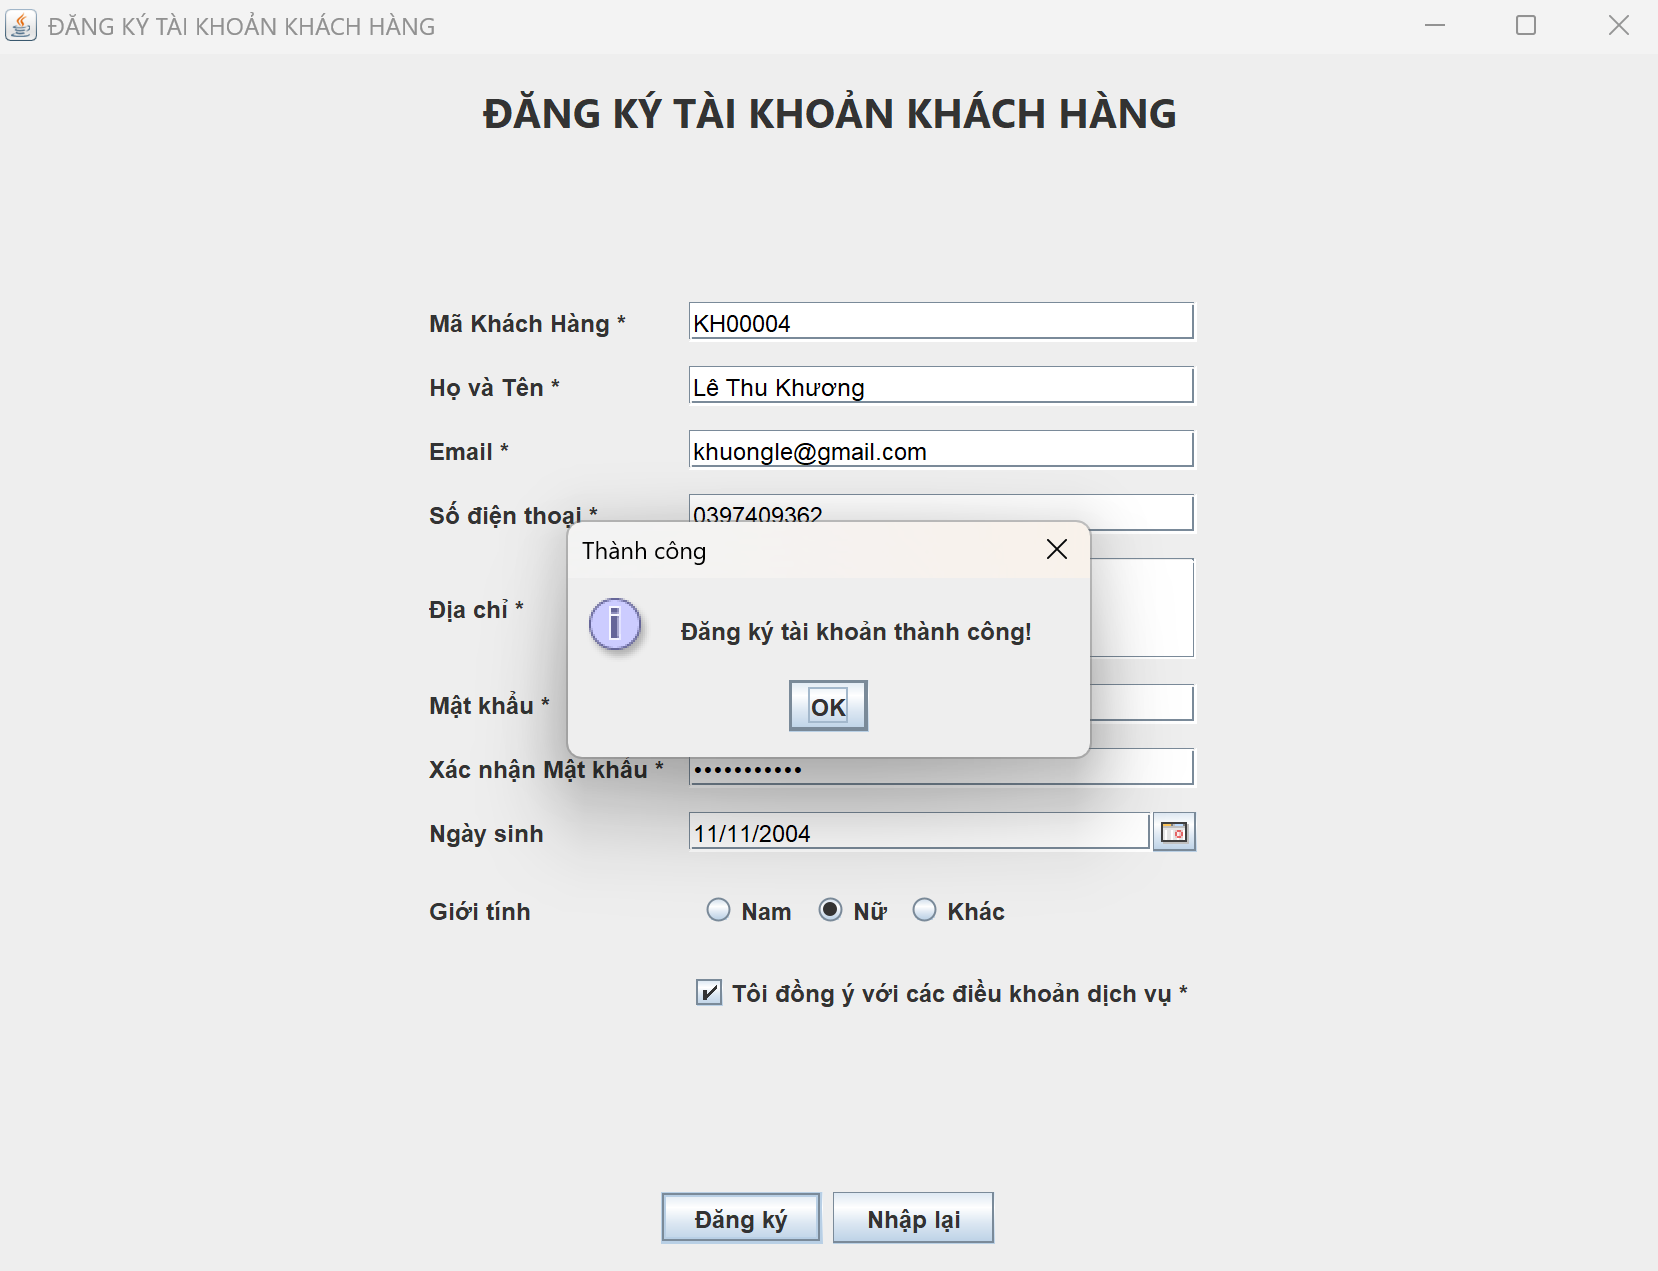 ĐĂNG KÝ TÀI KHOẢN KHÁCH HÀNG
ĐĂNG KÝ TÀI KHOẢN KHÁCH HÀNG
Mã Khách Hàng * KH00004
Họ và Tên * Lê Thu Khương
Email * khuongle@gmail.com
Số điện thoại * 0397409362
Thành công
Địa chỉ *
Đăng ký tài khoản thành công!
Mật khẩu *
OK
Xác nhận Mật khẩu * •••••••••••
Ngày sinh 11/11/2004
Giới tính Nam Nữ Khác
Tôi đồng ý với các điều khoản dịch vụ *
Đăng ký Nhập lại